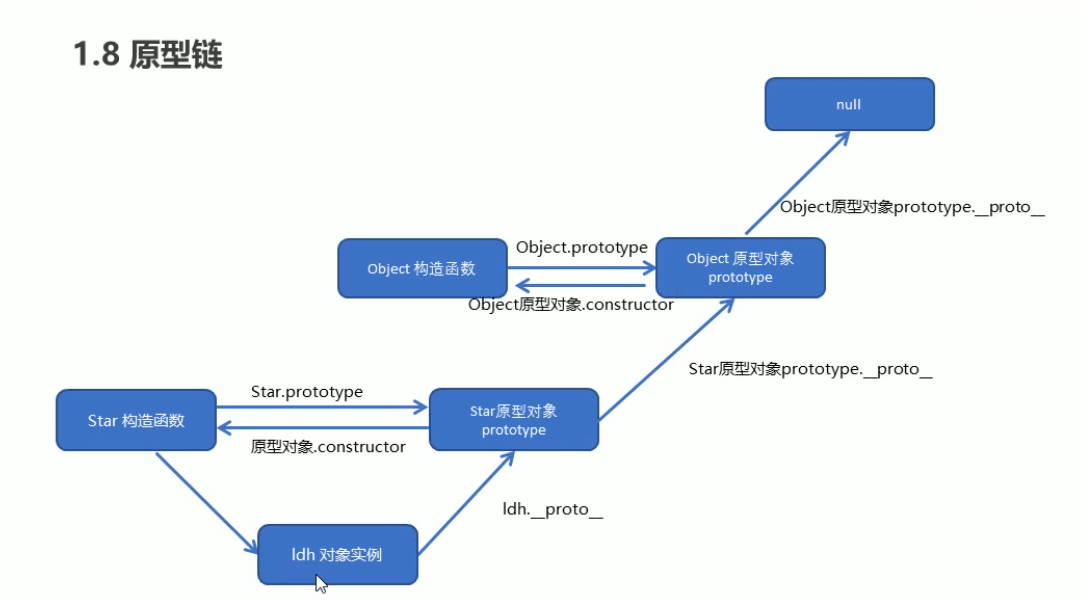 1.8 原型链
null
Object原型对象prototype.__proto__
Object.prototype
Object 构造函数
Object 原型对象
prototype
Object原型对象.constructor
Star原型对象prototype.__proto__
Star.prototype
Star 构造函数
Star原型对象
prototype
原型对象.constructor
ldh.__proto__
ldh 对象实例